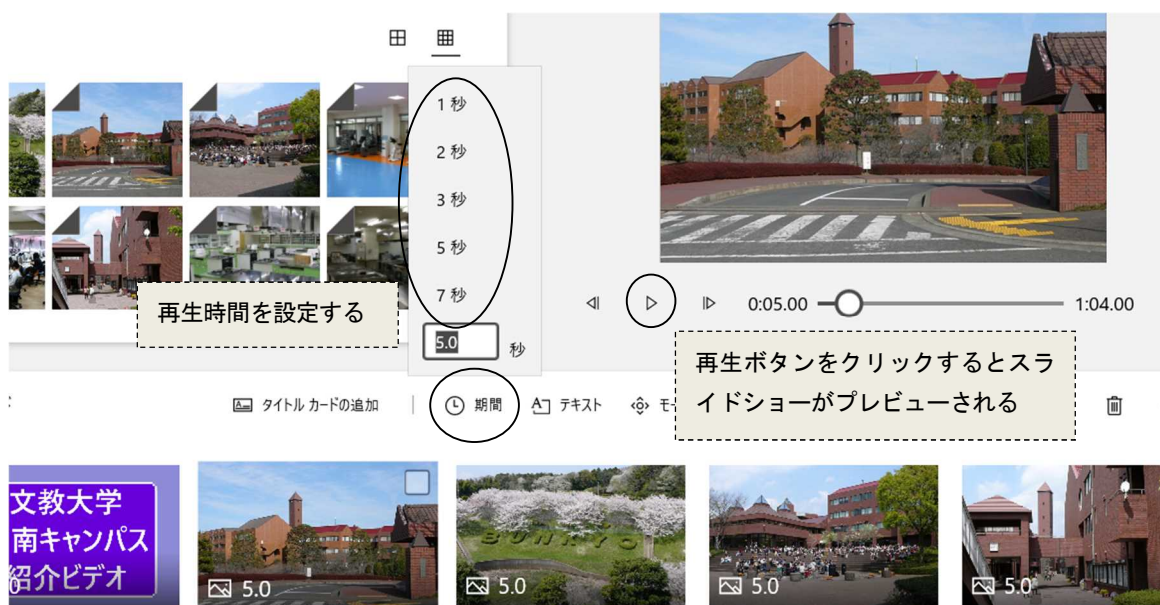 1 秒
2 秒
3 秒
5 秒
7 秒
5.0 秒
再生時間を設定する
0:05.00
1:04.00
再生ボタンをクリックするとスラ
イドショーがプレビューされる
タイトル カードの追加
期間
テキスト
モー
文教大学
南キャンパス
紹介ビデオ
5.0
BUNKYO
5.0
5.0
5.0